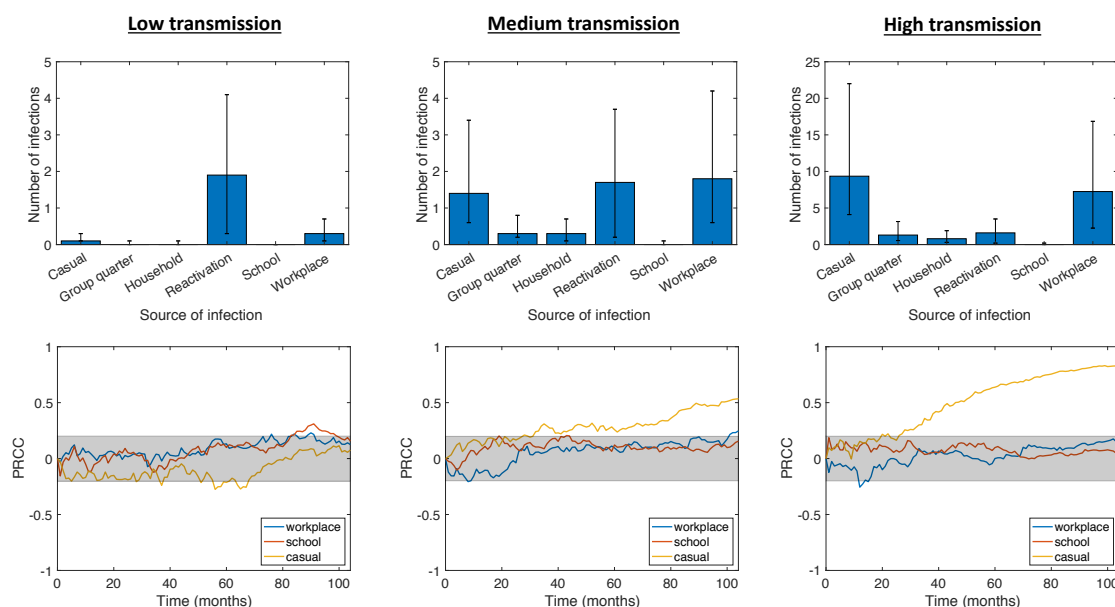 Low transmission
Medium transmission
High transmission
5
4
3
2
1
0
Number of infections
Casual
Group quarter
Household
Reactivation
School
Workplace
Source of infection
5
4
3
2
1
0
Number of infections
Casual
Group quarter
Household
Reactivation
School
Workplace
Source of infection
25
20
15
10
5
0
Number of infections
Casual
Group quarter
Household
Reactivation
School
Workplace
Source of infection
1
0.5
0
-0.5
-1
PRCC
workplace
school
casual
0 20 40 60 80 100
Time (months)
1
0.5
0
-0.5
-1
PRCC
workplace
school
casual
0 20 40 60 80 100
Time (months)
1
0.5
0
-0.5
-1
PRCC
workplace
school
casual
0 20 40 60 80 100
Time (months)